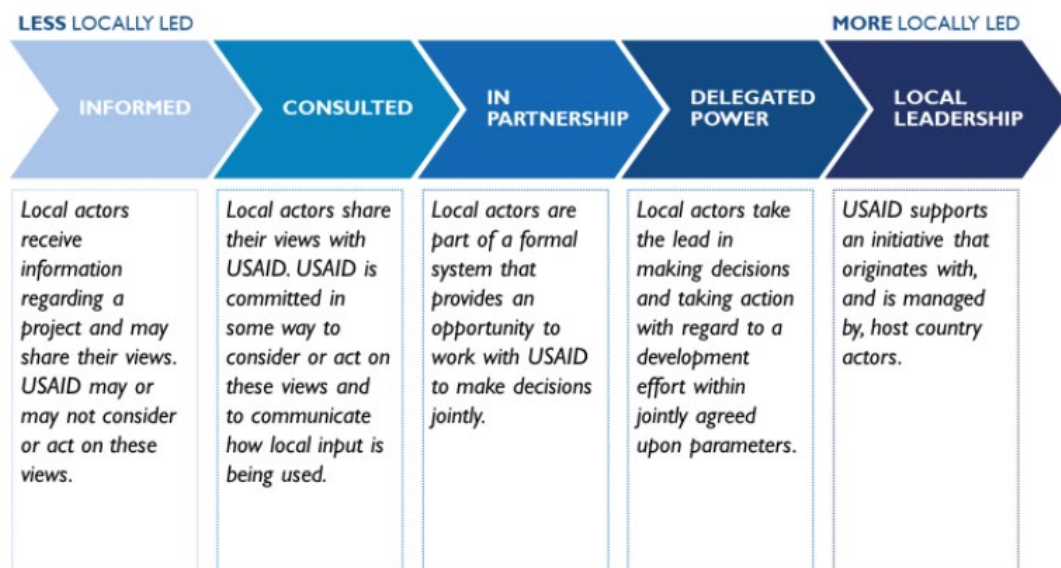 LESS LOCALLY LED
MORE LOCALLY LED
INFORMED
CONSULTED
IN
PARTNERSHIP
DELEGATED
POWER
LOCAL
LEADERSHIP
Local actors
receive
information
regarding a
project and may
share their views.
USAID may or
may not consider
or act on these
views.
Local actors share
their views with
USAID. USAID is
committed in
some way to
consider or act on
these views and
to communicate
how local input is
being used.
Local actors are
part of a formal
system that
provides an
opportunity to
work with USAID
to make decisions
jointly.
Local actors take
the lead in
making decisions
and taking action
with regard to a
development
effort within
jointly agreed
upon parameters.
USAID supports
an initiative that
originates with,
and is managed
by, host country
actors.